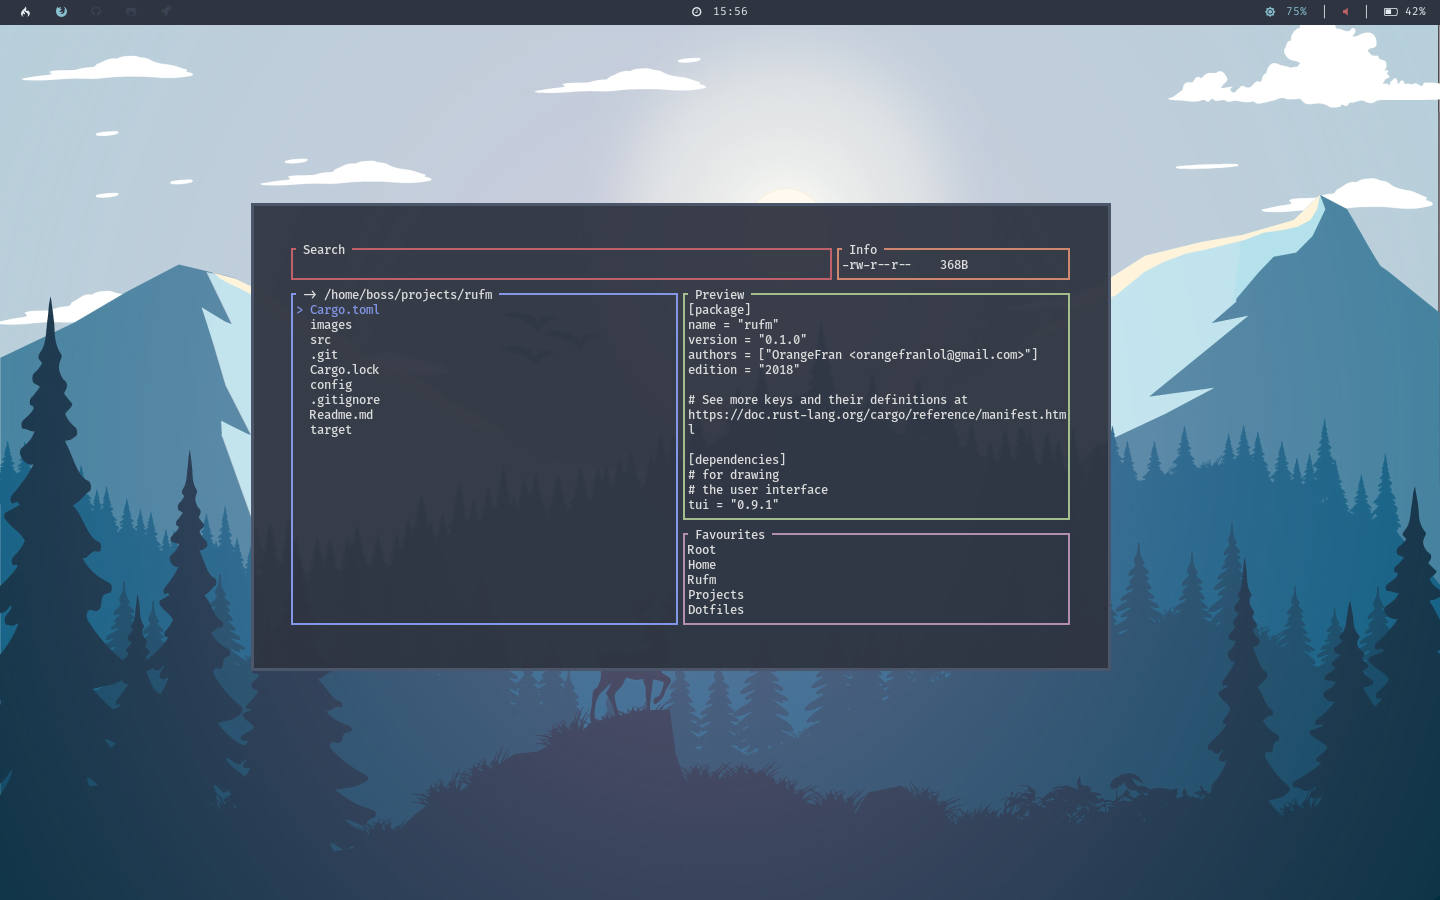 15:56
75%
42%
Search
Info
-rw-r--r-- 368B
-> /home/boss/projects/rufm
> Cargo.toml
images
src
.git
Cargo.lock
config
.gitignore
Readme.md
target
Preview
[package]
name = "rufm"
version = "0.1.0"
authors = ["OrangeFran <orangefranlol@gmail.com>"]
edition = "2018"
# See more keys and their definitions at
https://doc.rust-lang.org/cargo/reference/manifest.htm
l
[dependencies]
# for drawing
# the user interface
tui = "0.9.1"
Favourites
Root
Home
Rufm
Projects
Dotfiles